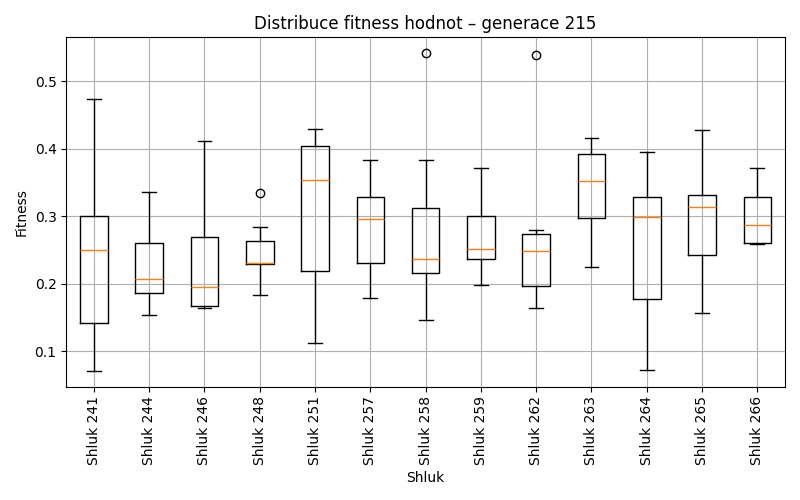 Distribuce fitness hodnot – generace 215
Fitness
0.5
0.4
0.3
0.2
0.1
Shluk 241
Shluk 244
Shluk 246
Shluk 248
Shluk 251
Shluk 257
Shluk 258
Shluk 259
Shluk 262
Shluk 263
Shluk 264
Shluk 265
Shluk 266
Shluk